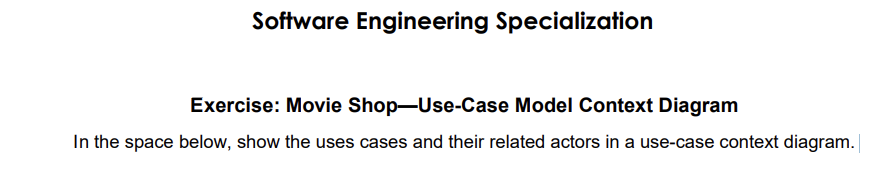 Software Engineering Specialization
Exercise: Movie Shop—Use-Case Model Context Diagram
In the space below, show the uses cases and their related actors in a use-case context diagram.